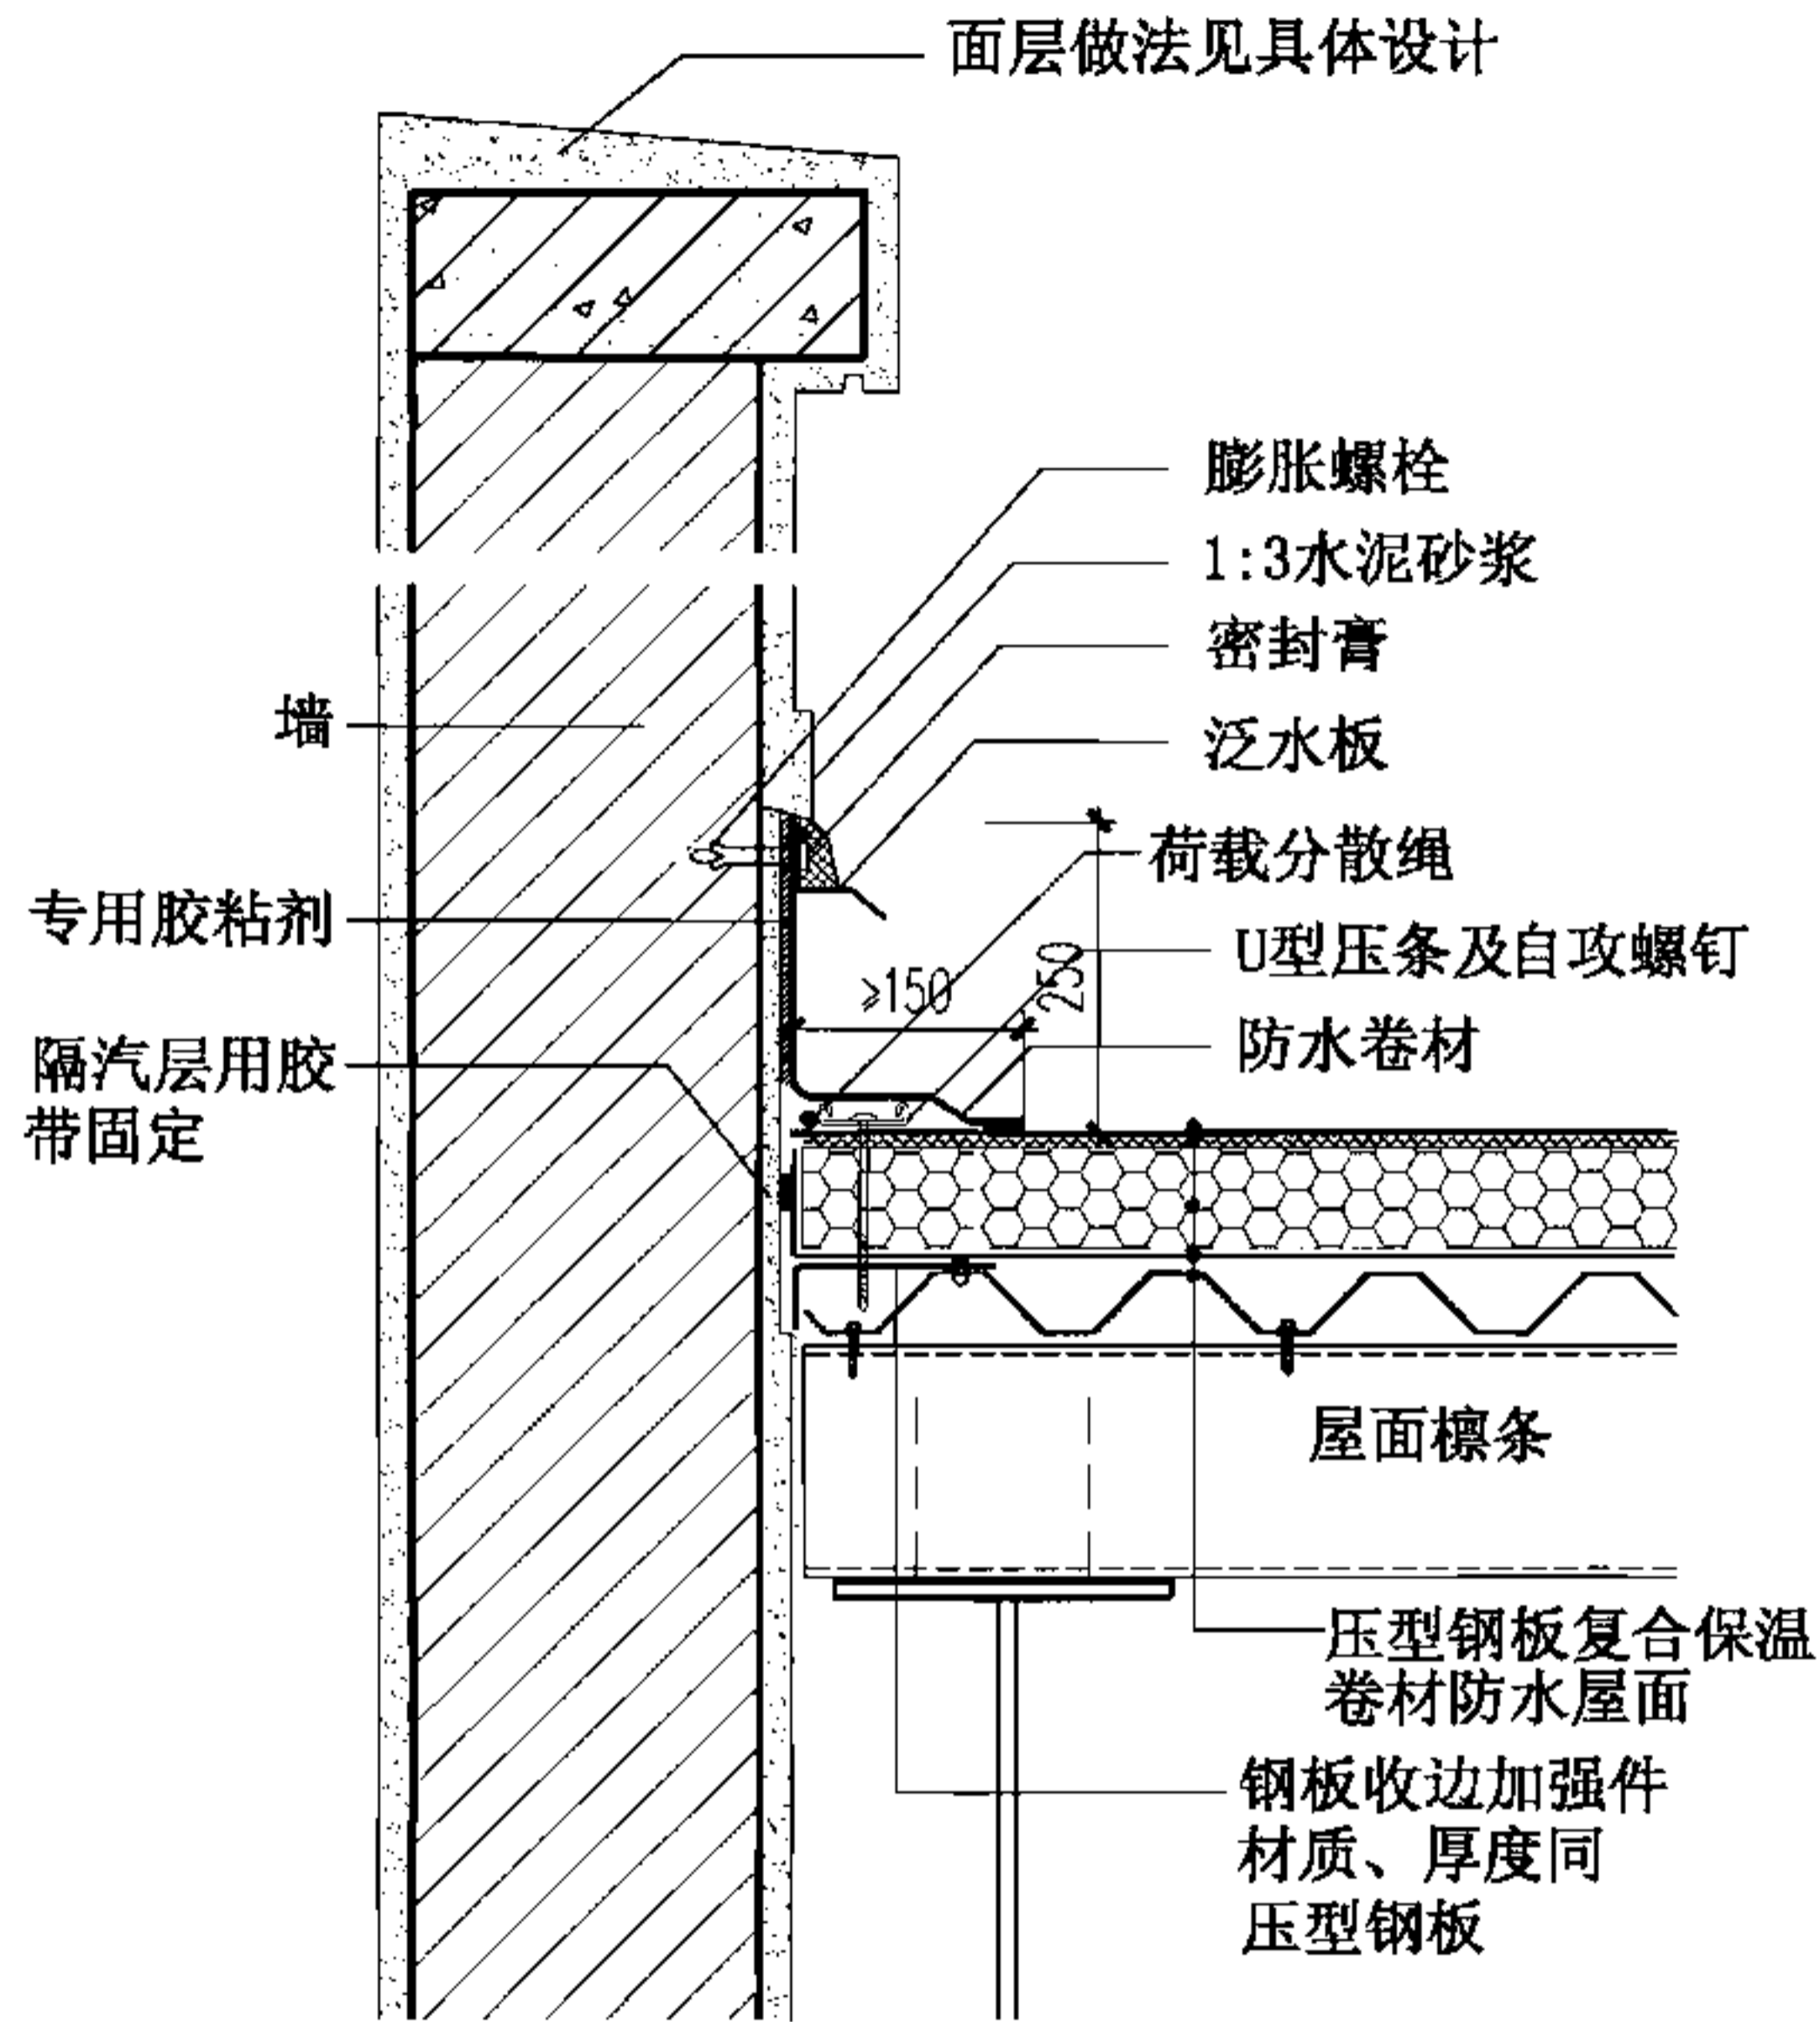 面层做法见具体设计
膨胀螺栓
1:3水泥砂浆
密封膏
墙
泛水板
荷载分散绳
专用胶粘剂
U型压条及自攻螺钉
≥150
250
防水卷材
隔汽层用胶
带固定
屋面檩条
压型钢板复合保温
卷材防水屋面
钢板收边加强件
材质、厚度同
压型钢板